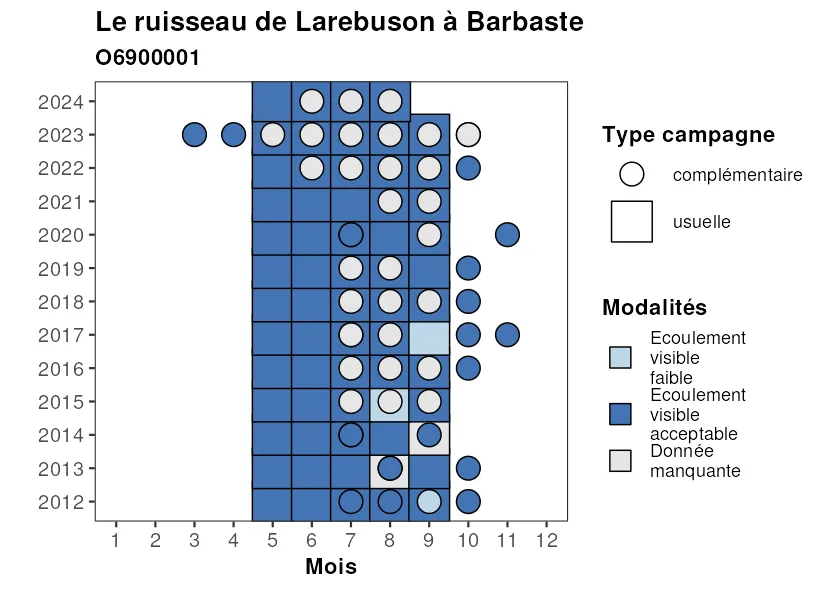 Le ruisseau de Larebuson à Barbaste
O6900001
2024
2023
2022
2021
2020
2019
2018
2017
2016
2015
2014
2013
2012
1 2 3 4 5 6 7 8 9 10 11 12
Mois
Type campagne
complémentaire
usuelle
Modalités
Ecoulement
visible
faible
Ecoulement
visible
acceptable
Donnée
manquante